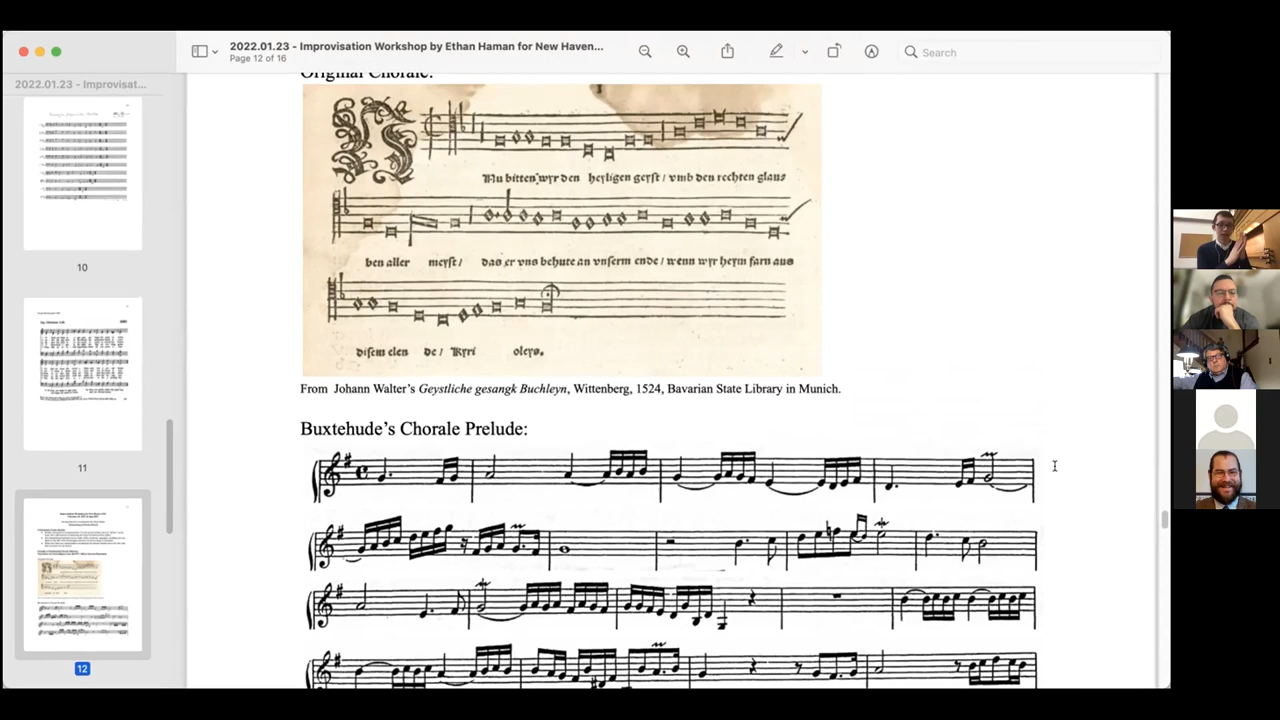 2022.01.23 - Improvisation Workshop by Ethan Haman for New Haven...
Page 12 of 16
Search
2022.01.23 - Improvisat...
10
11
12
Original Chorale:
Nu bitten wyr den heyligen geyst / vmb den rechten glaus
ben aller meyst / das er vns behute an vnserm ende / wenn wyr heym farn aus
disem elen de / Kyri oleys.
From Johann Walter’s Geystliche gesangk Buchleyn, Wittenberg, 1524, Bavarian State Library in Munich.
Buxtehude’s Chorale Prelude: